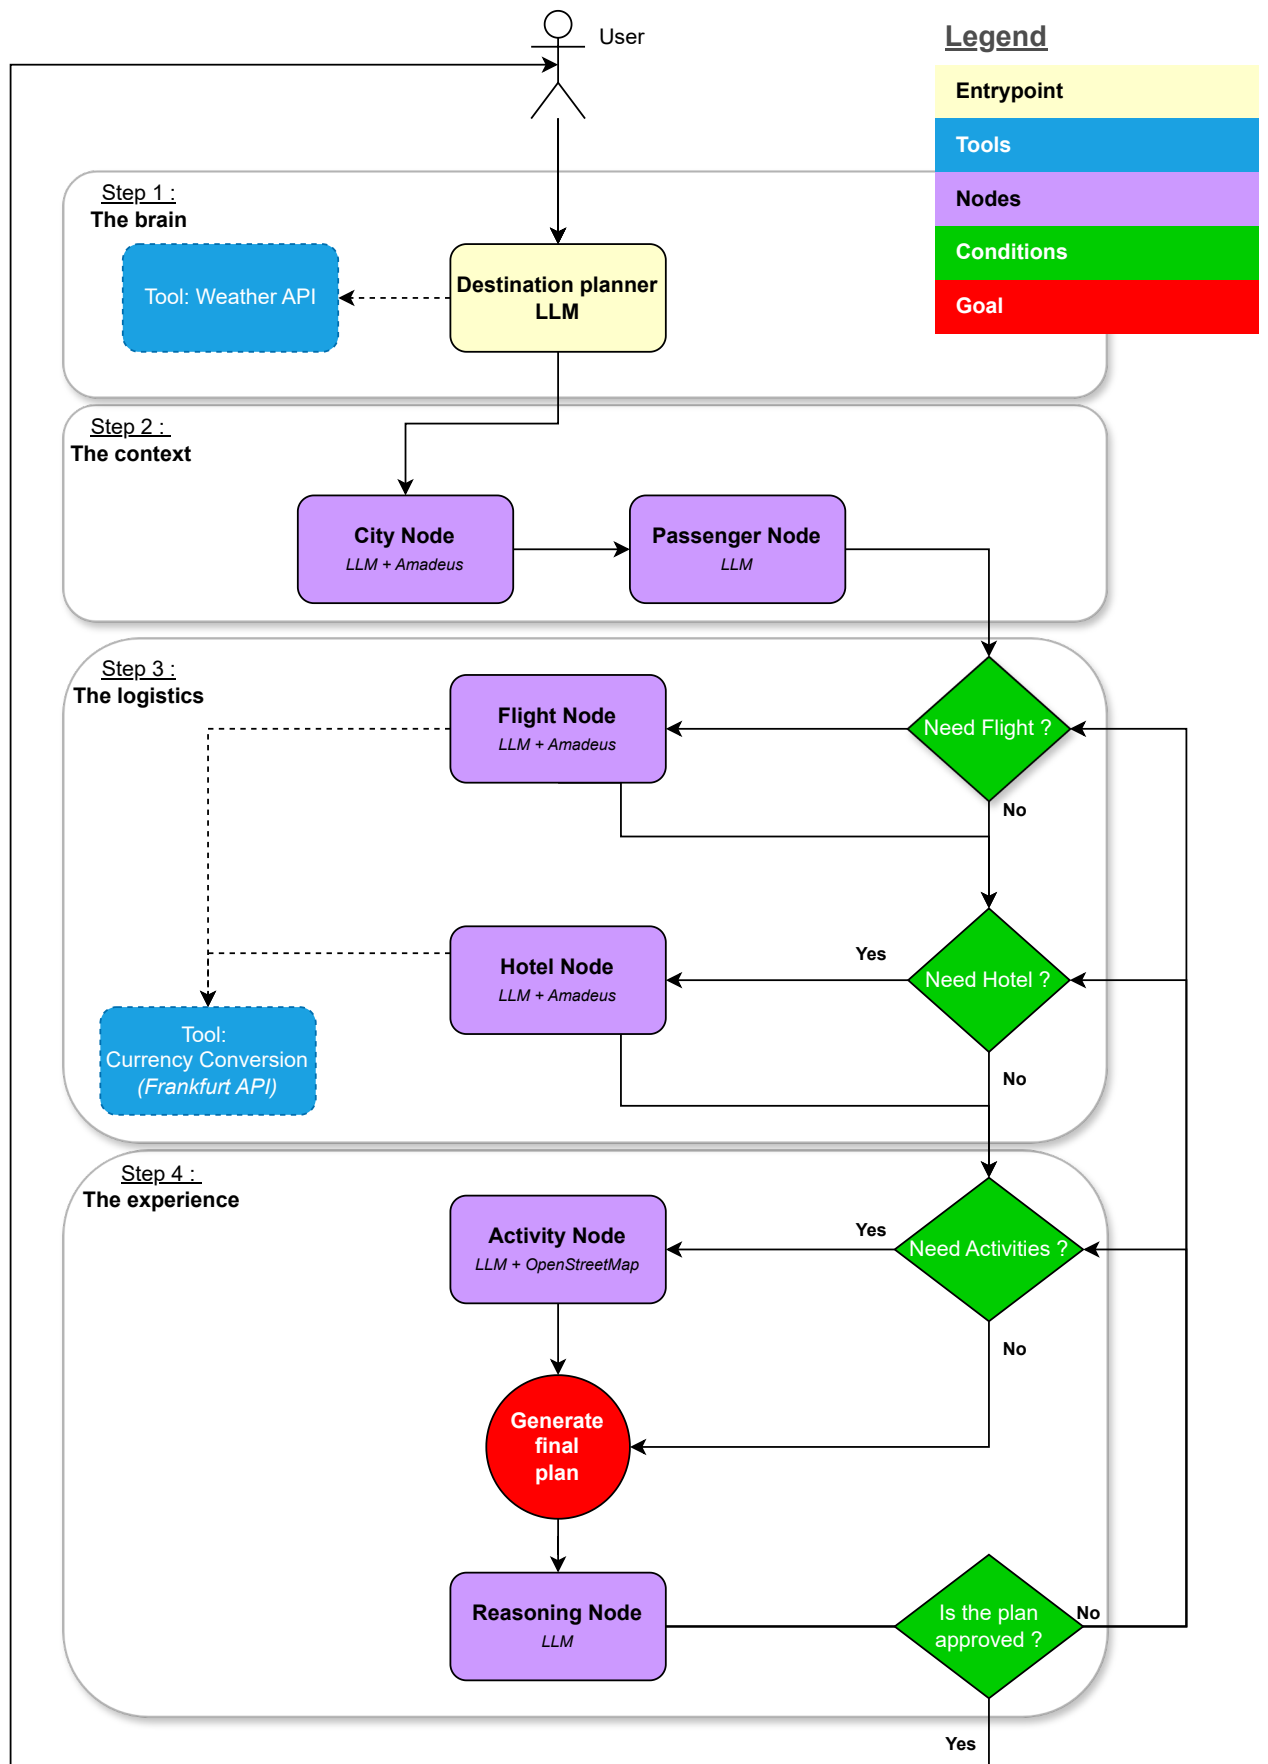 User
Legend
Entrypoint
Tools
Nodes
Conditions
Goal
Step 1 :
The brain
Tool: Weather API
Destination planner
LLM
Step 2 :
The context
City Node
LLM + Amadeus
Passenger Node
LLM
Step 3 :
The logistics
Flight Node
LLM + Amadeus
Need Flight ?
No
Hotel Node
LLM + Amadeus
Yes
Need Hotel ?
No
Tool:
Currency Conversion
(Frankfurt API)
Step 4 :
The experience
Activity Node
LLM + OpenStreetMap
Yes
Need Activities ?
No
Generate
final
plan
Reasoning Node
LLM
Is the plan
approved ?
No
Yes